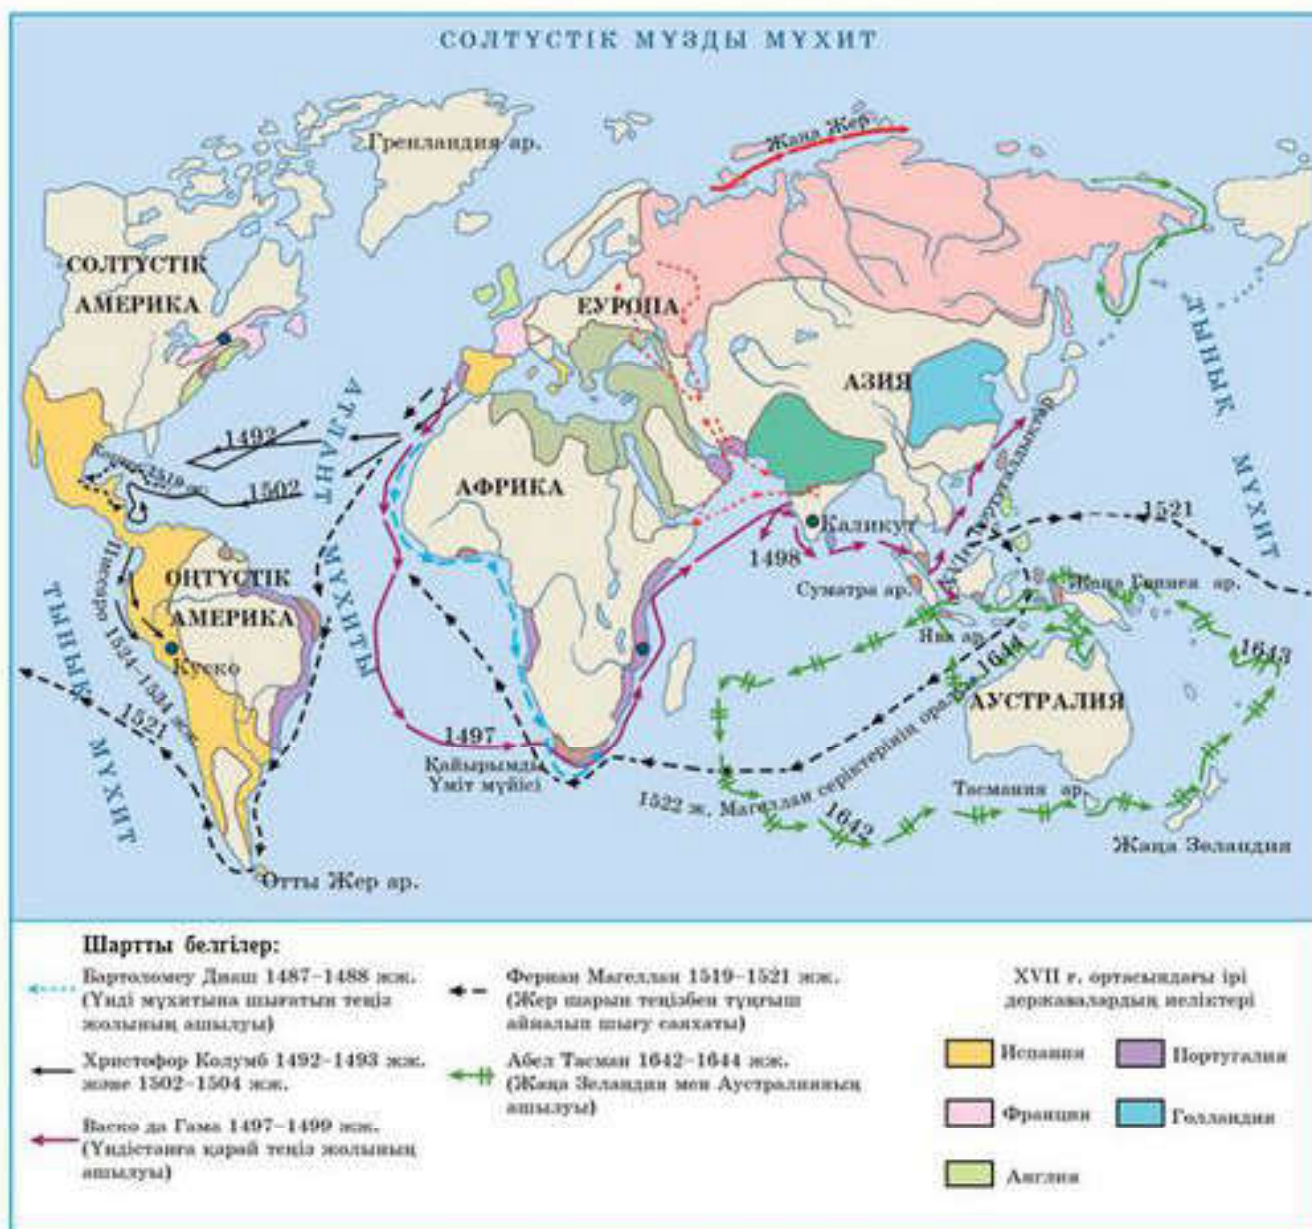 СОЛТҮСТІК МҰЗДЫ МҰХИТ
Гренландия ар.
Жаңа Жер
СОЛТҮСТІК
АМЕРИКА
ЕУРОПА
АЗИЯ
ТЫНЫҚ
МҰХИТ
АТЛАНТ
МҰХИТЫ
1492
1519 ж.
1502
АФРИКА
Каликут
1498
1521
португалдықтар
Суматра ар.
Жаңа Гвинея ар.
Ява ар.
Писсаро 1524–1534 жж.
ОҢТҮСТІК
АМЕРИКА
Куско
1521
ТЫНЫҚ
МҰХИТ
1497
Қайырымды
Үміт мүйісі
1522 ж. Магеллан серіктерінің оралуы
1644
1643
АУСТРАЛИЯ
Тасмания ар.
1642
Жаңа Зеландия
Отты Жер ар.
Шартты белгілер:
Бартоломеу Диаш 1487–1488 жж.
(Үнді мұхитына шығатын теңіз
жолының ашылуы)
Христофор Колумб 1492–1493 жж.
және 1502–1504 жж.
Васко да Гама 1497–1499 жж.
(Үндістанға қарай теңіз жолының
ашылуы)
Фернан Магеллан 1519–1521 жж.
(Жер шарын теңізбен тұңғыш
айналып шығу саяхаты)
Абел Тасман 1642–1644 жж.
(Жаңа Зеландия мен Аустралияның
ашылуы)
XVII ғ. ортасындағы ірі
державалардың иеліктері
Испания
Португалия
Франция
Голландия
Англия